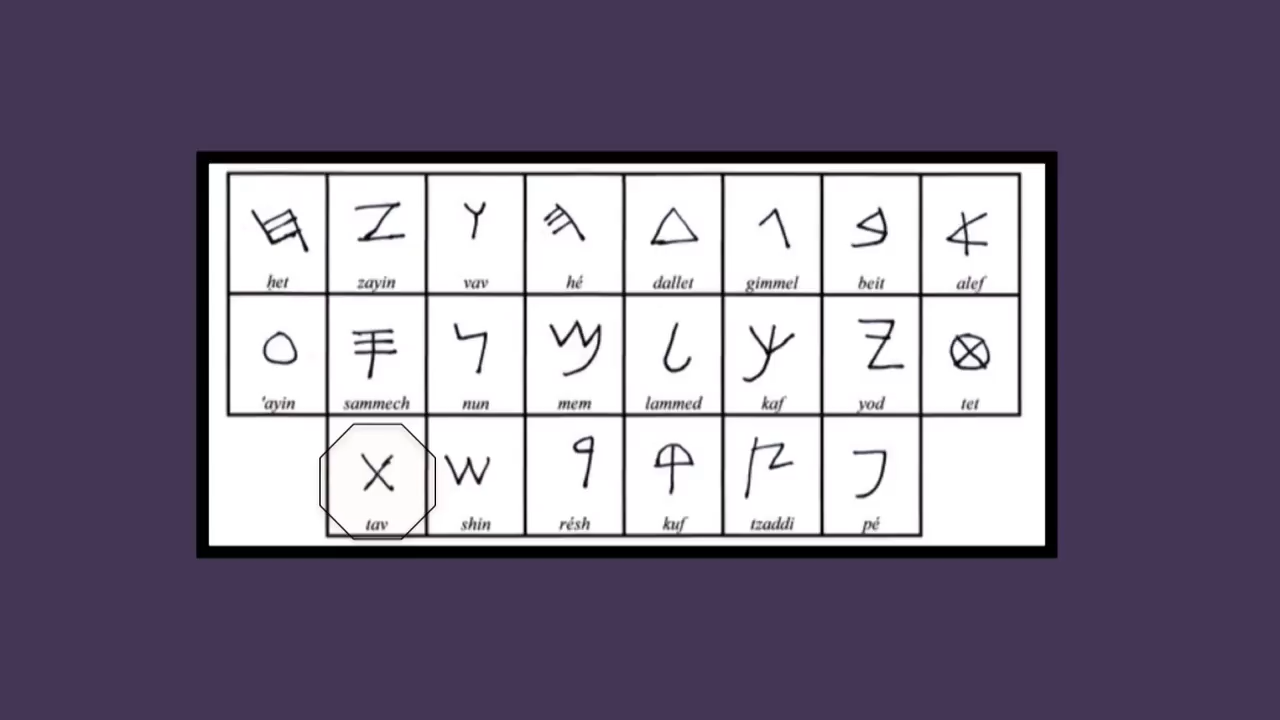 ḥet zayin vav hé dallet gimmel beit alef
'ayin sammech nun mem lammed kaf yod tet
tav shin résh kuf tzaddi pé